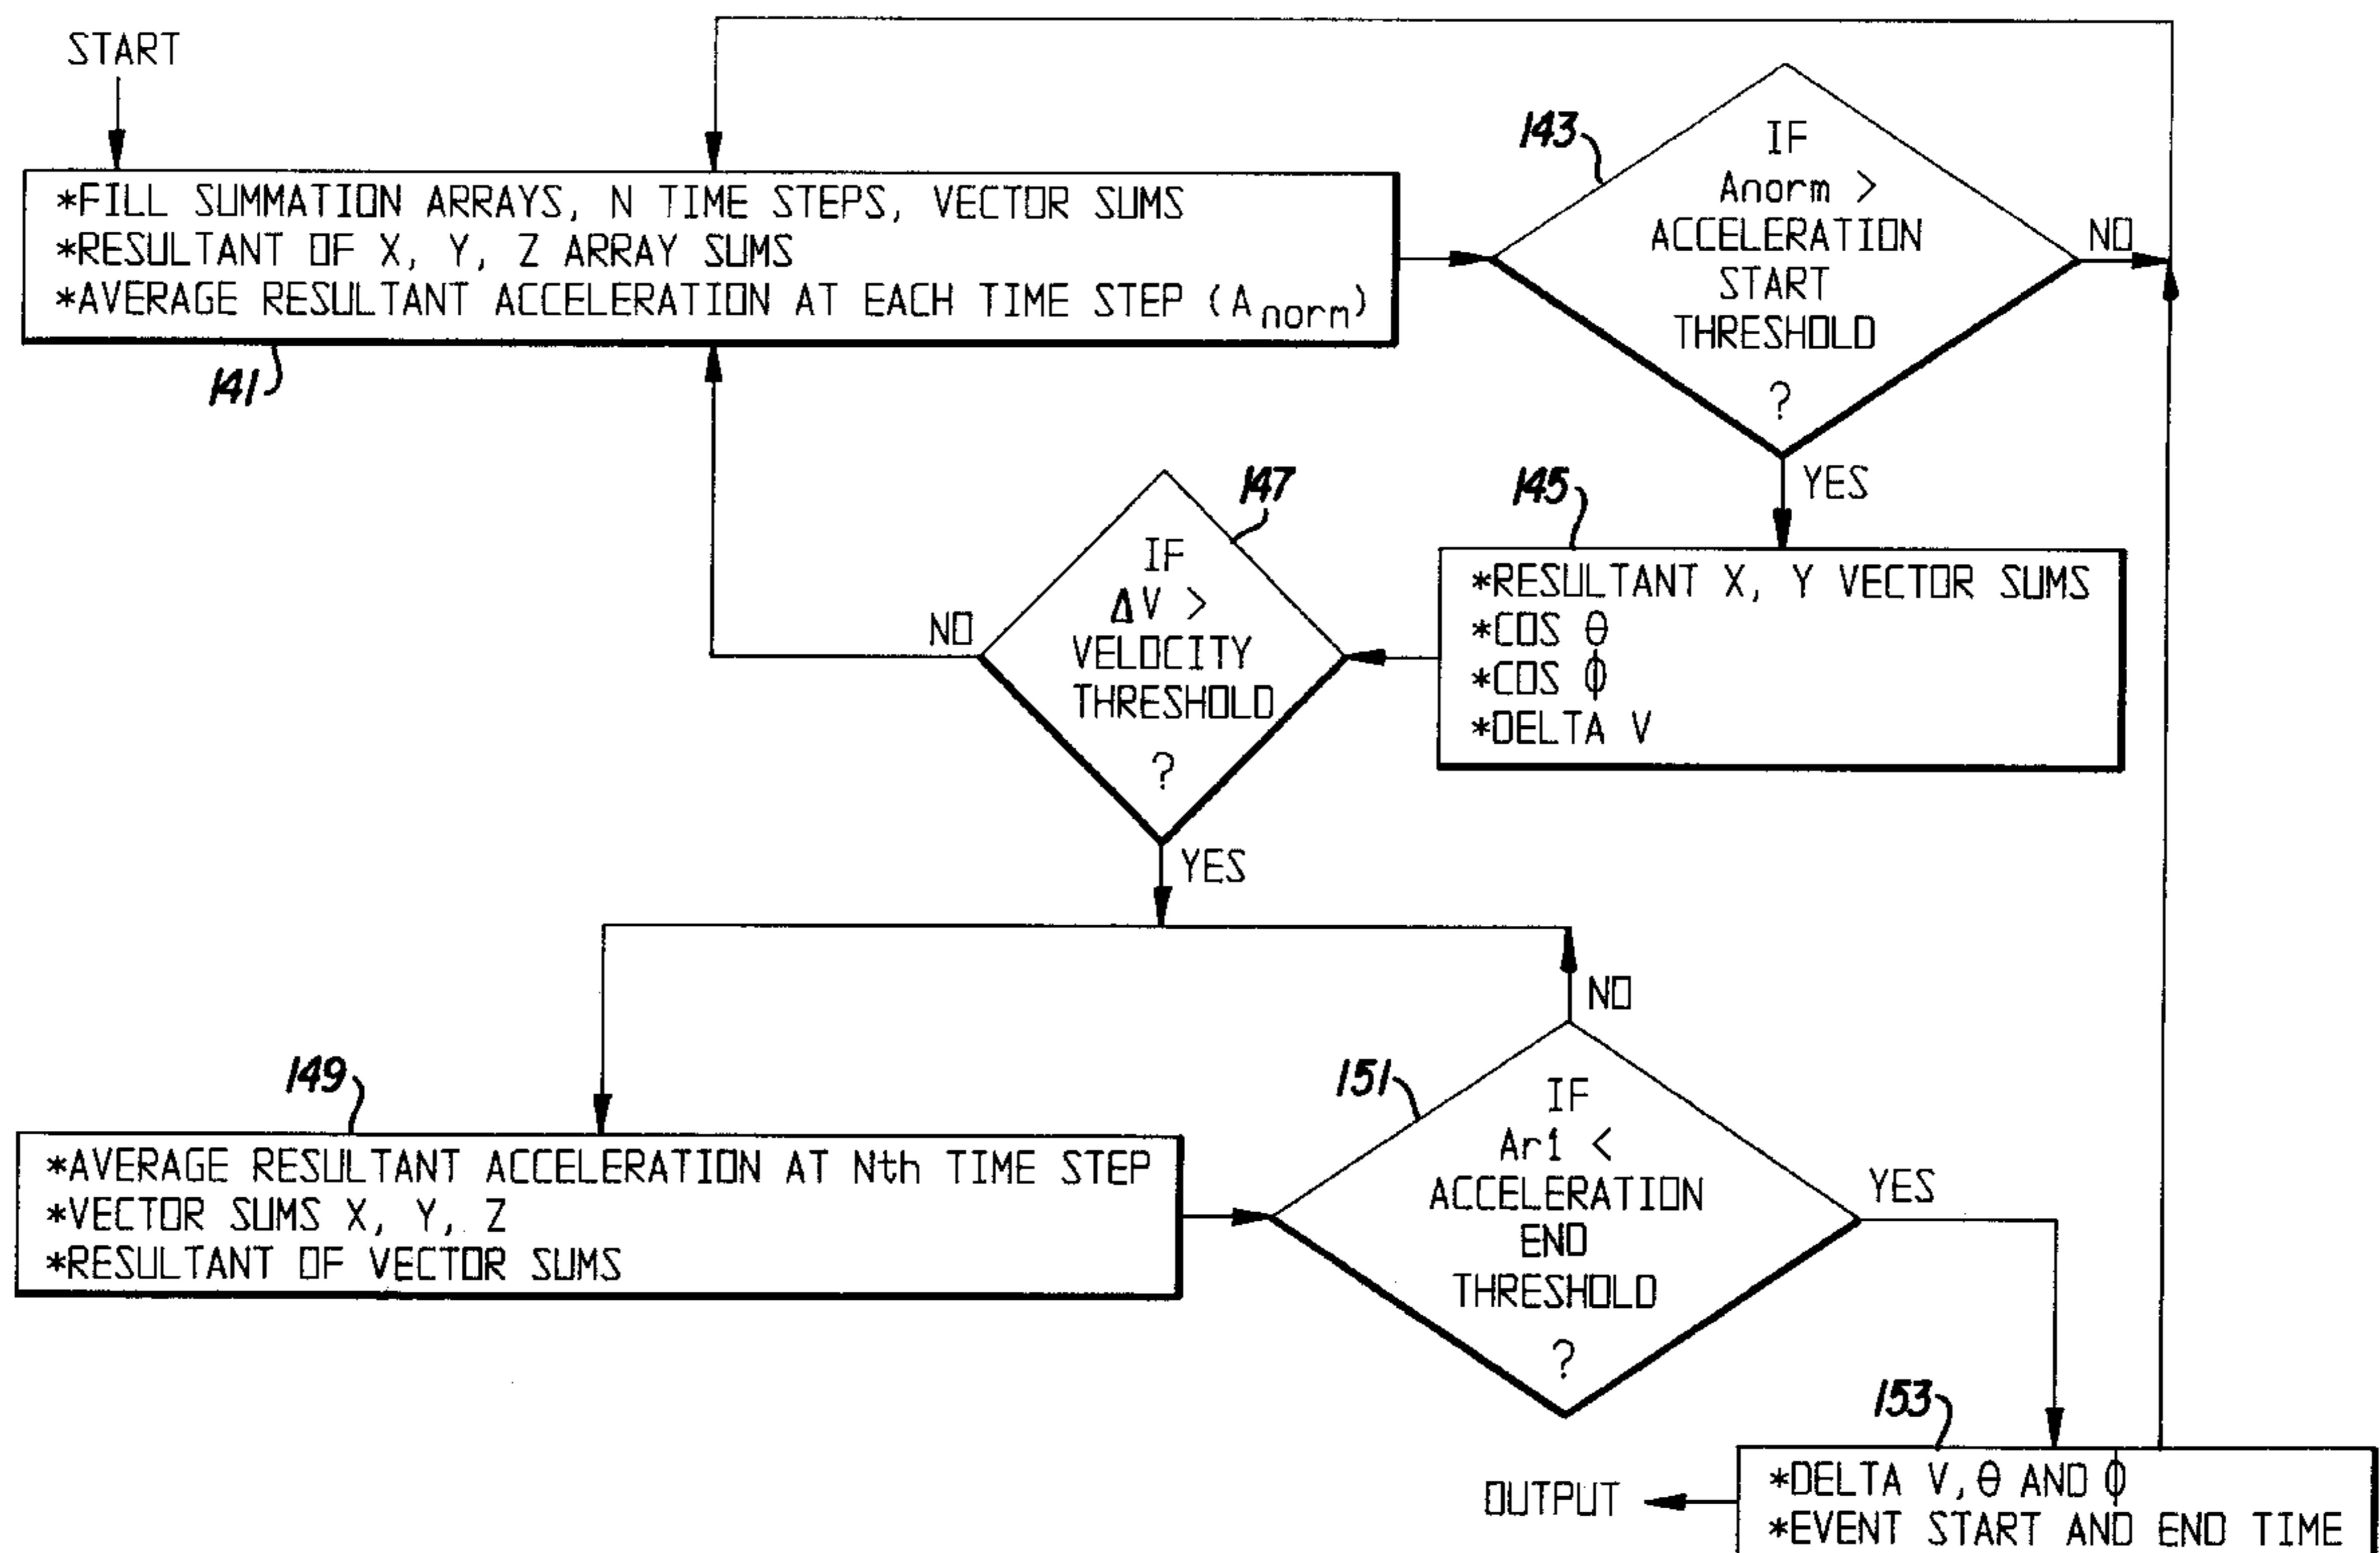 START
*FILL SUMMATION ARRAYS, N TIME STEPS, VECTOR SUMS
*RESULTANT OF X, Y, Z ARRAY SUMS
*AVERAGE RESULTANT ACCELERATION AT EACH TIME STEP (Anorm)
141
143
IF
Anorm >
ACCELERATION
START
THRESHOLD
?
NO
YES
145
*RESULTANT X, Y VECTOR SUMS
*COS θ
*COS ϕ
*DELTA V
147
IF
ΔV >
VELOCITY
THRESHOLD
?
NO
YES
149
*AVERAGE RESULTANT ACCELERATION AT Nth TIME STEP
*VECTOR SUMS X, Y, Z
*RESULTANT OF VECTOR SUMS
151
IF
Ar1 <
ACCELERATION
END
THRESHOLD
?
NO
YES
153
*DELTA V, θ AND ϕ
*EVENT START AND END TIME
OUTPUT